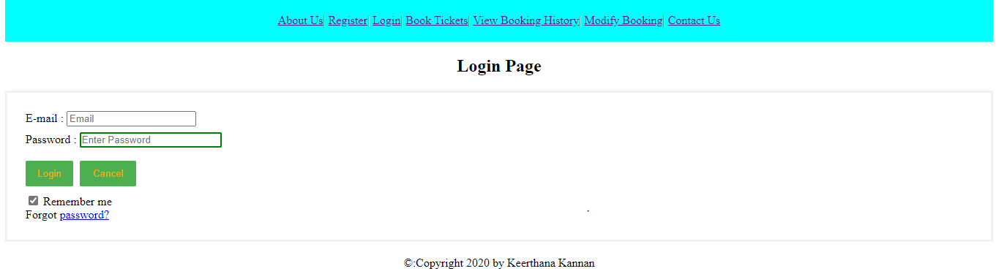 About Us| Register| Login| Book Tickets| View Booking History| Modify Booking| Contact Us
Login Page
E-mail : Email
Password : Enter Password
Login Cancel
Remember me
Forgot password?
©:Copyright 2020 by Keerthana Kannan